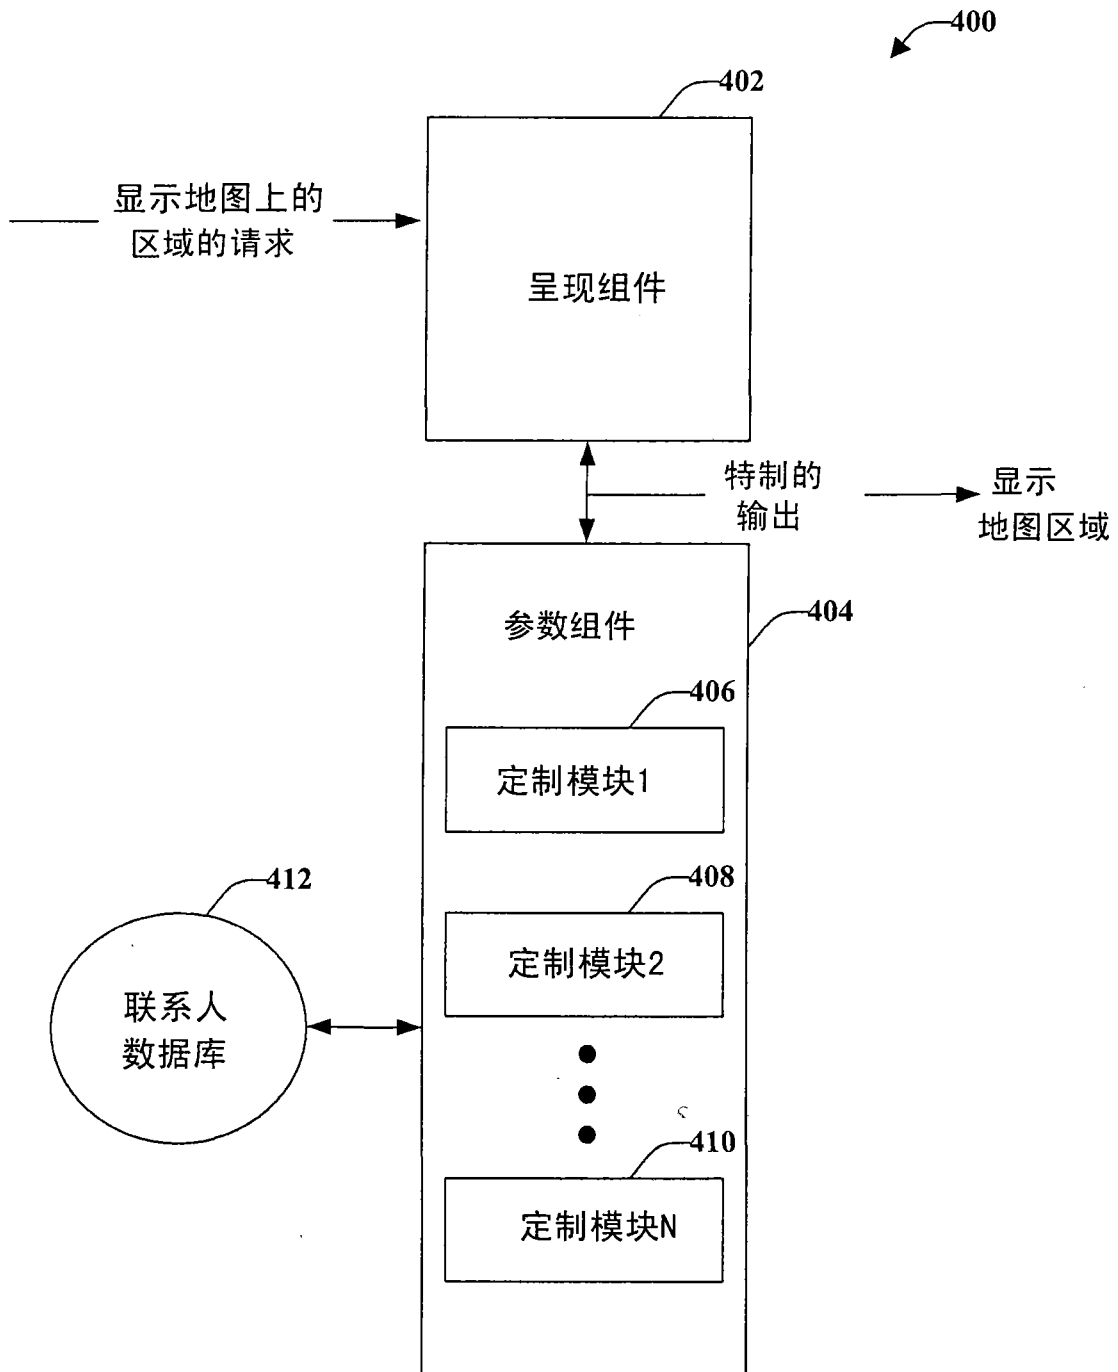 400
402
显示地图上的
区域的请求
呈现组件
特制的
输出
显示
地图区域
参数组件
404
406
定制模块1
412
408
定制模块2
联系人
数据库
410
定制模块N